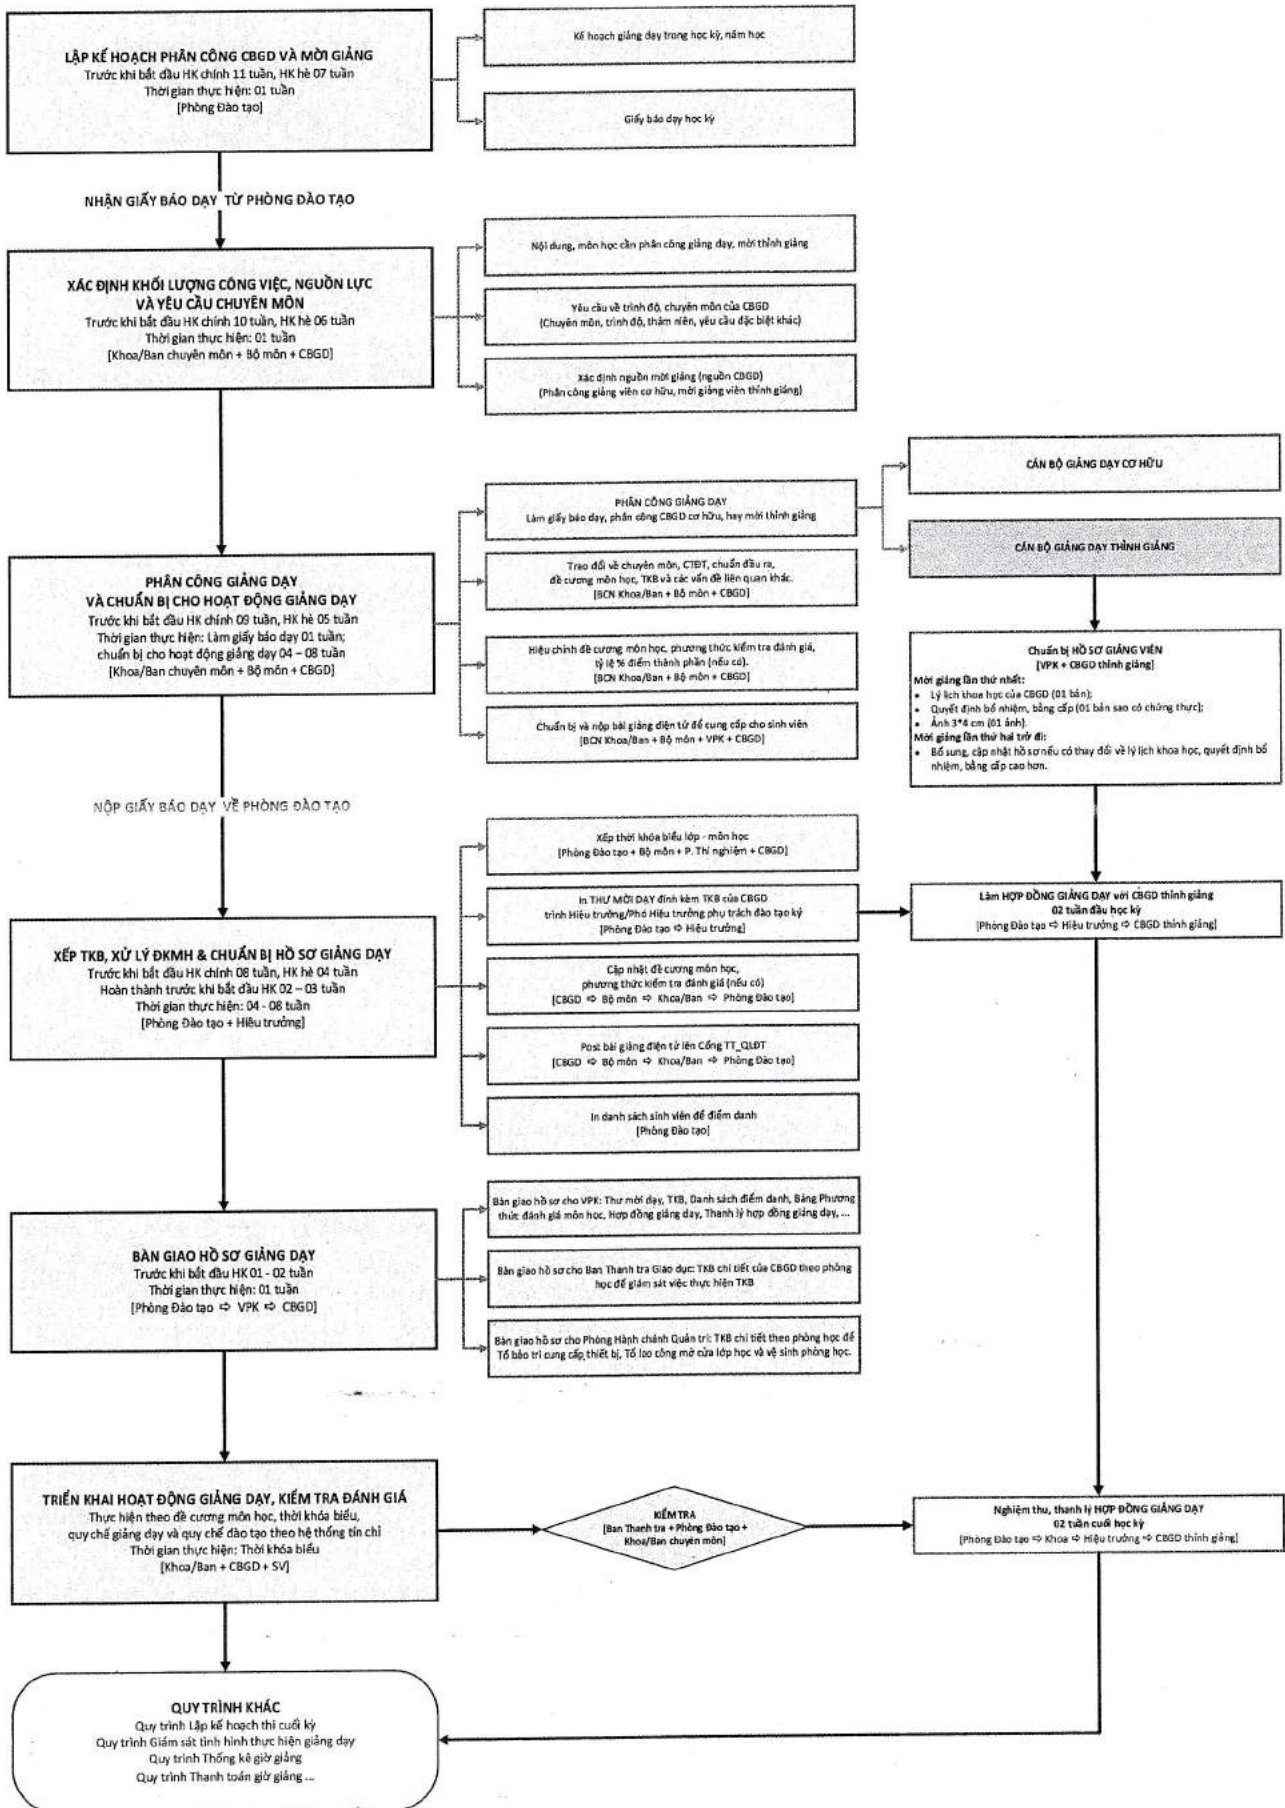 LẬP KẾ HOẠCH PHÂN CÔNG CBGD VÀ MỜI GIẢNG
Trước khi bắt đầu HK chính 11 tuần, HK hè 07 tuần
Thời gian thực hiện: 01 tuần
[Phòng Đào tạo]
Kế hoạch giảng dạy trong học kỳ, năm học
Giấy báo dạy học kỳ
NHẬN GIẤY BÁO DẠY TỪ PHÒNG ĐÀO TẠO
XÁC ĐỊNH KHỐI LƯỢNG CÔNG VIỆC, NGUỒN LỰC
VÀ YÊU CẦU CHUYÊN MÔN
Trước khi bắt đầu HK chính 10 tuần, HK hè 06 tuần
Thời gian thực hiện: 01 tuần
[Khoa/Ban chuyên môn + Bộ môn + CBGD]
Nội dung, môn học cần phân công giảng dạy, mời thỉnh giảng
Yêu cầu về trình độ, chuyên môn của CBGD
(Chuyên môn, trình độ, thâm niên, yêu cầu đặc biệt khác)
Xác định nguồn mời giảng (nguồn CBGD)
(Phân công giảng viên cơ hữu, mời giảng viên thỉnh giảng)
PHÂN CÔNG GIẢNG DẠY
VÀ CHUẨN BỊ CHO HOẠT ĐỘNG GIẢNG DẠY
Trước khi bắt đầu HK chính 09 tuần, HK hè 05 tuần
Thời gian thực hiện: Làm giấy báo dạy 01 tuần;
chuẩn bị cho hoạt động giảng dạy 04 – 08 tuần
[Khoa/Ban chuyên môn + Bộ môn + CBGD]
PHÂN CÔNG GIẢNG DẠY
Làm giấy báo dạy, phân công CBGD cơ hữu, hay mời thỉnh giảng
Trao đổi về chuyên môn, CTĐT, chuẩn đầu ra,
đề cương môn học, TKB và các vấn đề liên quan khác.
[BCN Khoa/Ban + Bộ môn + CBGD]
Hiệu chỉnh đề cương môn học, phương thức kiểm tra đánh giá,
tỷ lệ % điểm thành phần (nếu có).
[BCN Khoa/Ban + Bộ môn + CBGD]
Chuẩn bị và nộp bài giảng điện tử để cung cấp cho sinh viên
[BCN Khoa/Ban + Bộ môn + VPK + CBGD]
CÁN BỘ GIẢNG DẠY CƠ HỮU
CÁN BỘ GIẢNG DẠY THỈNH GIẢNG
Chuẩn bị HỒ SƠ GIẢNG VIÊN
[VPK + CBGD thỉnh giảng]
Mời giảng lần thứ nhất:
• Lý lịch khoa học của CBGD (01 bản);
• Quyết định bổ nhiệm, bằng cấp (01 bản sao có chứng thực);
• Ảnh 3*4 cm (01 ảnh).
Mời giảng lần thứ hai trở đi:
• Bổ sung, cập nhật hồ sơ nếu có thay đổi về lý lịch khoa học, quyết định bổ
nhiệm, bằng cấp cao hơn.
NỘP GIẤY BÁO DẠY VỀ PHÒNG ĐÀO TẠO
XẾP TKB, XỬ LÝ ĐKMH & CHUẨN BỊ HỒ SƠ GIẢNG DẠY
Trước khi bắt đầu HK chính 08 tuần, HK hè 04 tuần
Hoàn thành trước khi bắt đầu HK 02 – 03 tuần
Thời gian thực hiện: 04 - 08 tuần
[Phòng Đào tạo + Hiệu trưởng]
Xếp thời khóa biểu lớp - môn học
[Phòng Đào tạo + Bộ môn + P. Thí nghiệm + CBGD]
In THƯ MỜI DẠY đính kèm TKB của CBGD
trình Hiệu trưởng/Phó Hiệu trưởng phụ trách đào tạo ký
[Phòng Đào tạo ⇨ Hiệu trưởng]
Cập nhật đề cương môn học,
phương thức kiểm tra đánh giá (nếu có)
[CBGD ⇨ Bộ môn ⇨ Khoa/Ban ⇨ Phòng Đào tạo]
Post bài giảng điện tử lên Cổng TT_QLĐT
[CBGD ⇨ Bộ môn ⇨ Khoa/Ban ⇨ Phòng Đào tạo]
In danh sách sinh viên để điểm danh
[Phòng Đào tạo]
Làm HỢP ĐỒNG GIẢNG DẠY với CBGD thỉnh giảng
02 tuần đầu học kỳ
[Phòng Đào tạo ⇨ Hiệu trưởng ⇨ CBGD thỉnh giảng]
BÀN GIAO HỒ SƠ GIẢNG DẠY
Trước khi bắt đầu HK 01 - 02 tuần
Thời gian thực hiện: 01 tuần
[Phòng Đào tạo ⇨ VPK ⇨ CBGD]
Bàn giao hồ sơ cho VPK: Thư mời dạy, TKB, Danh sách điểm danh, Bảng Phương
thức đánh giá môn học, Hợp đồng giảng dạy, Thanh lý hợp đồng giảng dạy, ...
Bàn giao hồ sơ cho Ban Thanh tra Giáo dục: TKB chi tiết của CBGD theo phòng
học để giám sát việc thực hiện TKB
Bàn giao hồ sơ cho Phòng Hành chánh Quản trị: TKB chi tiết theo phòng học để
Tổ bảo trì cung cấp thiết bị, Tổ lao công mở cửa lớp học và vệ sinh phòng học.
TRIỂN KHAI HOẠT ĐỘNG GIẢNG DẠY, KIỂM TRA ĐÁNH GIÁ
Thực hiện theo đề cương môn học, thời khóa biểu,
quy chế giảng dạy và quy chế đào tạo theo hệ thống tín chỉ
Thời gian thực hiện: Thời khóa biểu
[Khoa/Ban + CBGD + SV]
KIỂM TRA
[Ban Thanh tra + Phòng Đào tạo +
Khoa/Ban chuyên môn]
Nghiệm thu, thanh lý HỢP ĐỒNG GIẢNG DẠY
02 tuần cuối học kỳ
[Phòng Đào tạo ⇨ Khoa ⇨ Hiệu trưởng ⇨ CBGD thỉnh giảng]
QUY TRÌNH KHÁC
Quy trình Lập kế hoạch thi cuối kỳ
Quy trình Giám sát tình hình thực hiện giảng dạy
Quy trình Thống kê giờ giảng
Quy trình Thanh toán giờ giảng ...